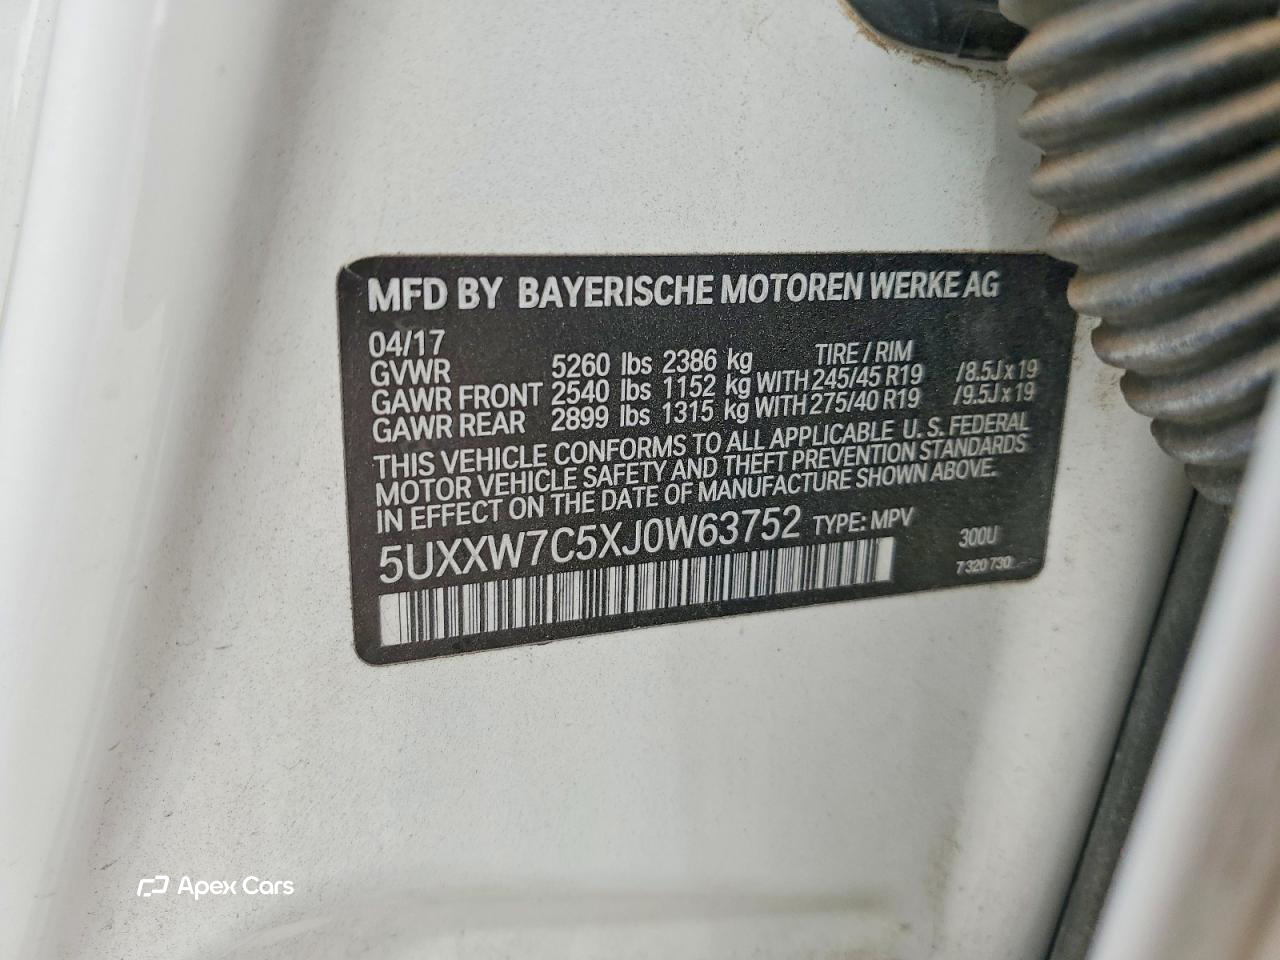 MFD BY BAYERISCHE MOTOREN WERKE AG
04/17 TIRE / RIM
GVWR 5260 lbs 2386 kg
GAWR FRONT 2540 lbs 1152 kg WITH 245/45 R19 /8.5J x 19
GAWR REAR 2899 lbs 1315 kg WITH 275/40 R19 /9.5J x 19
THIS VEHICLE CONFORMS TO ALL APPLICABLE U.S. FEDERAL
MOTOR VEHICLE SAFETY AND THEFT PREVENTION STANDARDS
IN EFFECT ON THE DATE OF MANUFACTURE SHOWN ABOVE.
5UXXW7C5XJ0W63752 TYPE: MPV 300U
7 320 730
Apex Cars